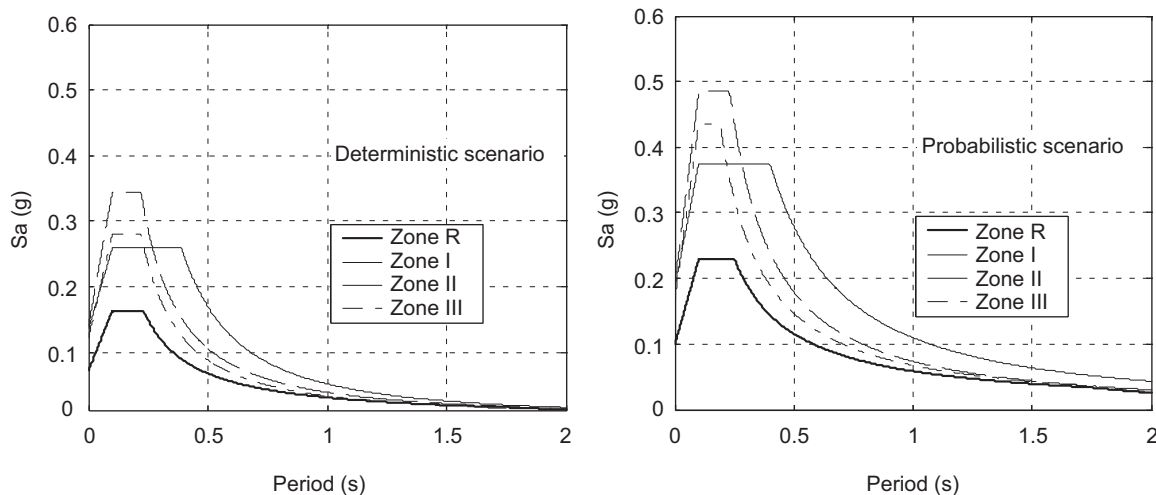 0.6
0.5
0.4
0.3
0.2
0.1
0
Sa (g)
Deterministic scenario
Zone R
Zone I
Zone II
Zone III
0
0.5
1
1.5
2
Period (s)
0.6
0.5
0.4
0.3
0.2
0.1
0
Sa (g)
Probabilistic scenario
Zone R
Zone I
Zone II
Zone III
0
0.5
1
1.5
2
Period (s)